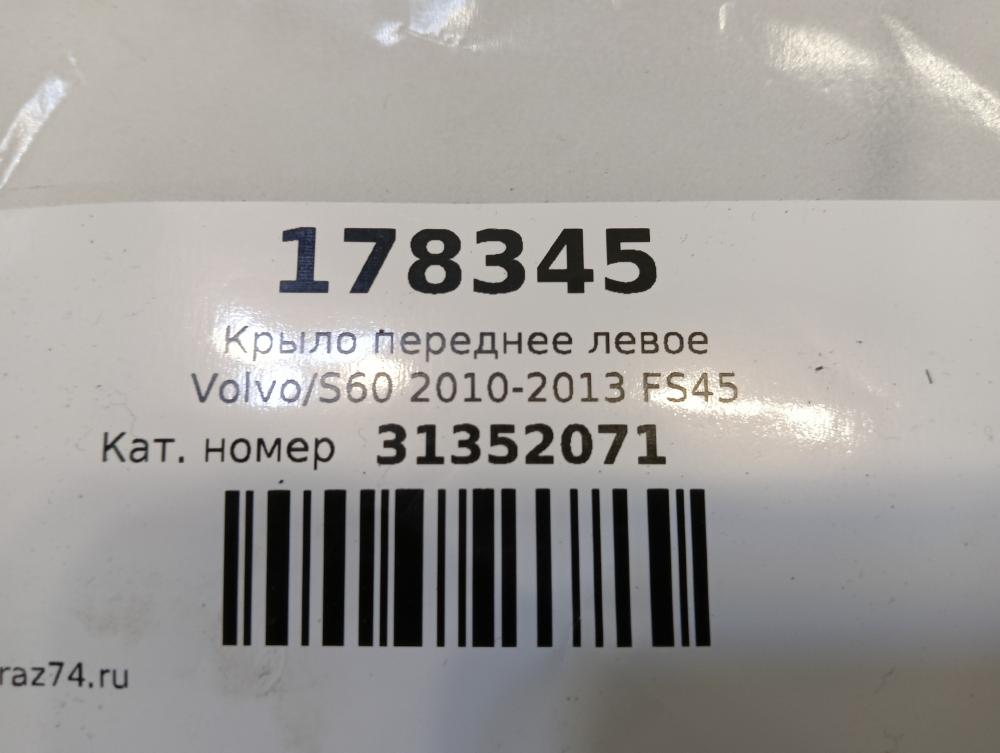 178345
Крыло переднее левое
Volvo/S60 2010-2013 FS45
Кат. номер 31352071
raz74.ru